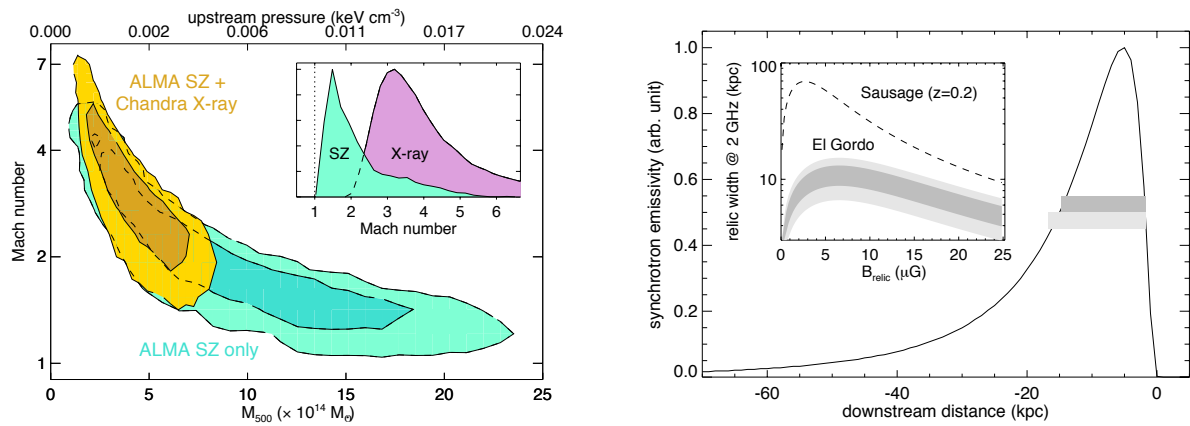 upstream pressure (keV cm⁻³)
0.000 0.002 0.006 0.011 0.017 0.024
7
4
2
1
Mach number
ALMA SZ +
Chandra X-ray
ALMA SZ only
SZ
X-ray
1 2 3 4 5 6
Mach number
0 5 10 15 20 25
M₅₀₀ (× 10¹⁴ M☉)
1.0
0.8
0.6
0.4
0.2
0.0
synchrotron emissivity (arb. unit)
100
10
relic width @ 2 GHz (kpc)
Sausage (z=0.2)
El Gordo
0 5 10 15 20 25
B_relic (μG)
-60 -40 -20 0
downstream distance (kpc)